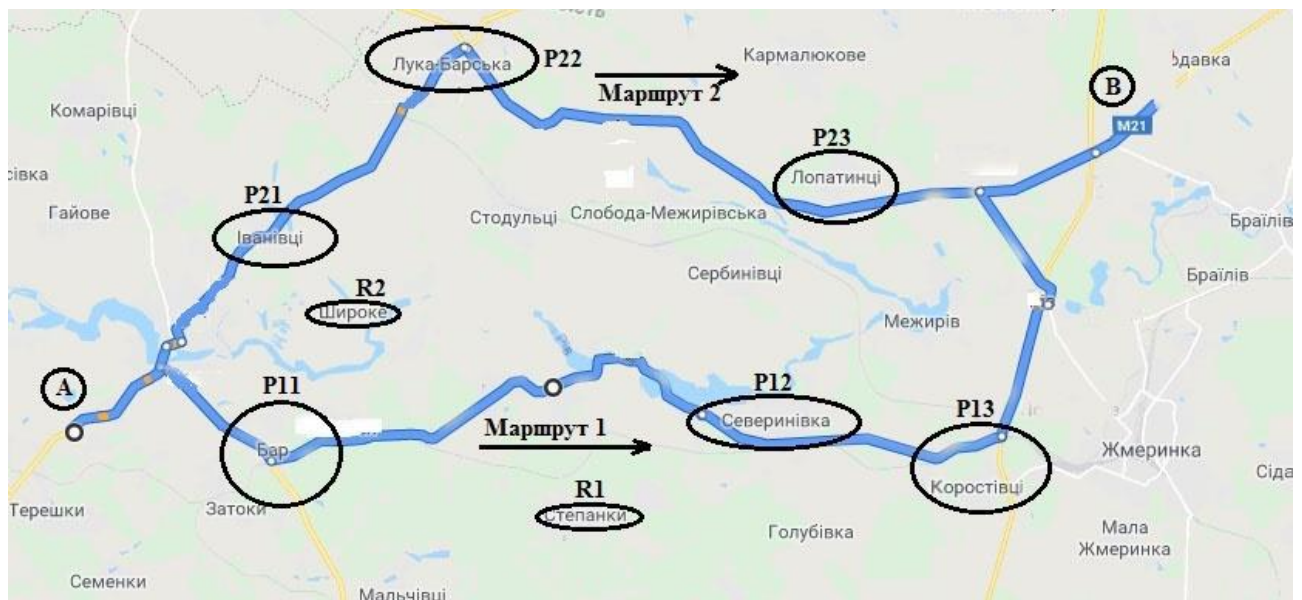 Кармалюкове
здавка
Лука-Барська
P22
Маршрут 2
B
M21
Комарівці
P23
P21
Лопатинці
сівка
Гайове
Стодульці
Слобода-Межирівська
Браїлів
Іванівці
Сербинівці
Браїлів
R2
Широке
Межирів
A
P11
P12
P13
Северинівка
Маршрут 1
Бар
Жмеринка
Сіда
R1
Коростівці
Терешки
Затоки
Степанки
Голубівка
Мала
Жмеринка
Семенки
Мальчівці